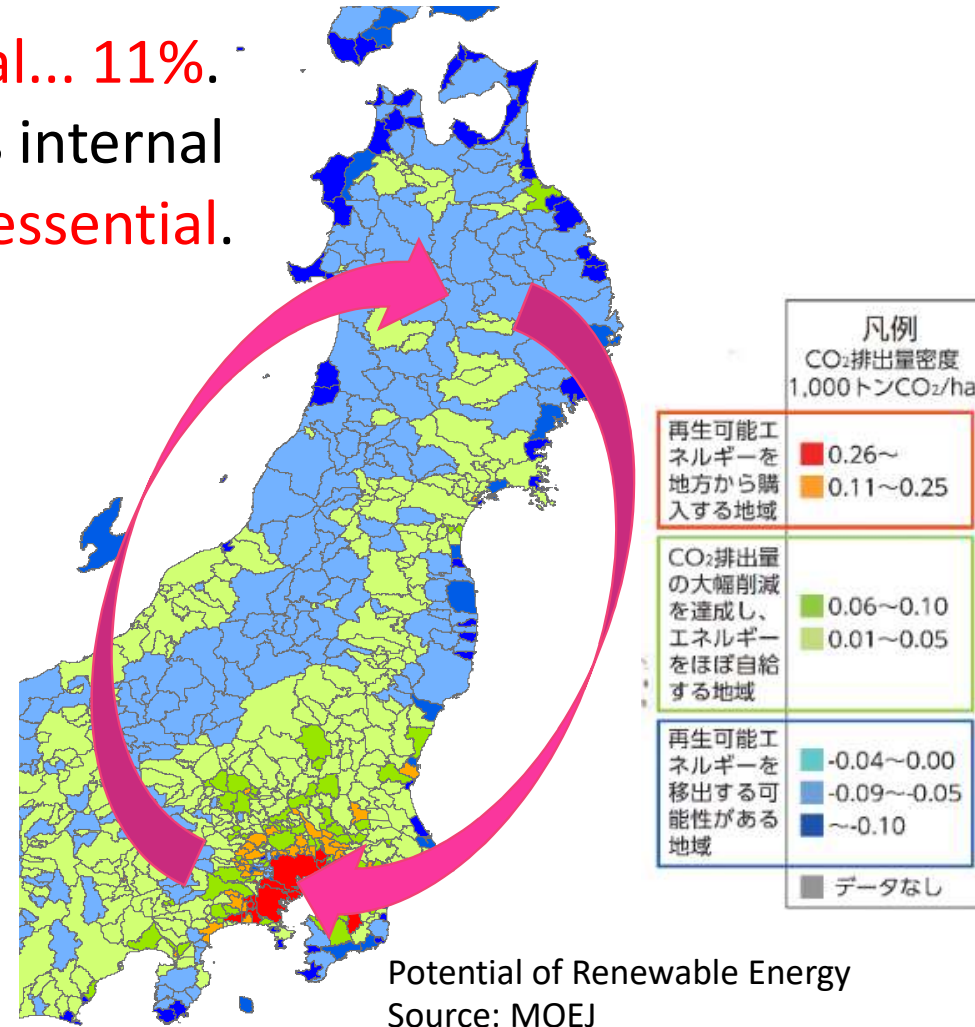 al... 11%.
s internal
essential.
凡例
CO₂排出量密度
1,000トンCO₂/ha
再生可能エ
ネルギーを
地方から購
入する地域
0.26～
0.11～0.25
CO₂排出量
の大幅削減
を達成し、
エネルギー
をほぼ自給
する地域
0.06～0.10
0.01～0.05
再生可能エ
ネルギーを
移出する可
能性がある
地域
-0.04～0.00
-0.09～-0.05
～-0.10
データなし
Potential of Renewable Energy
Source: MOEJ